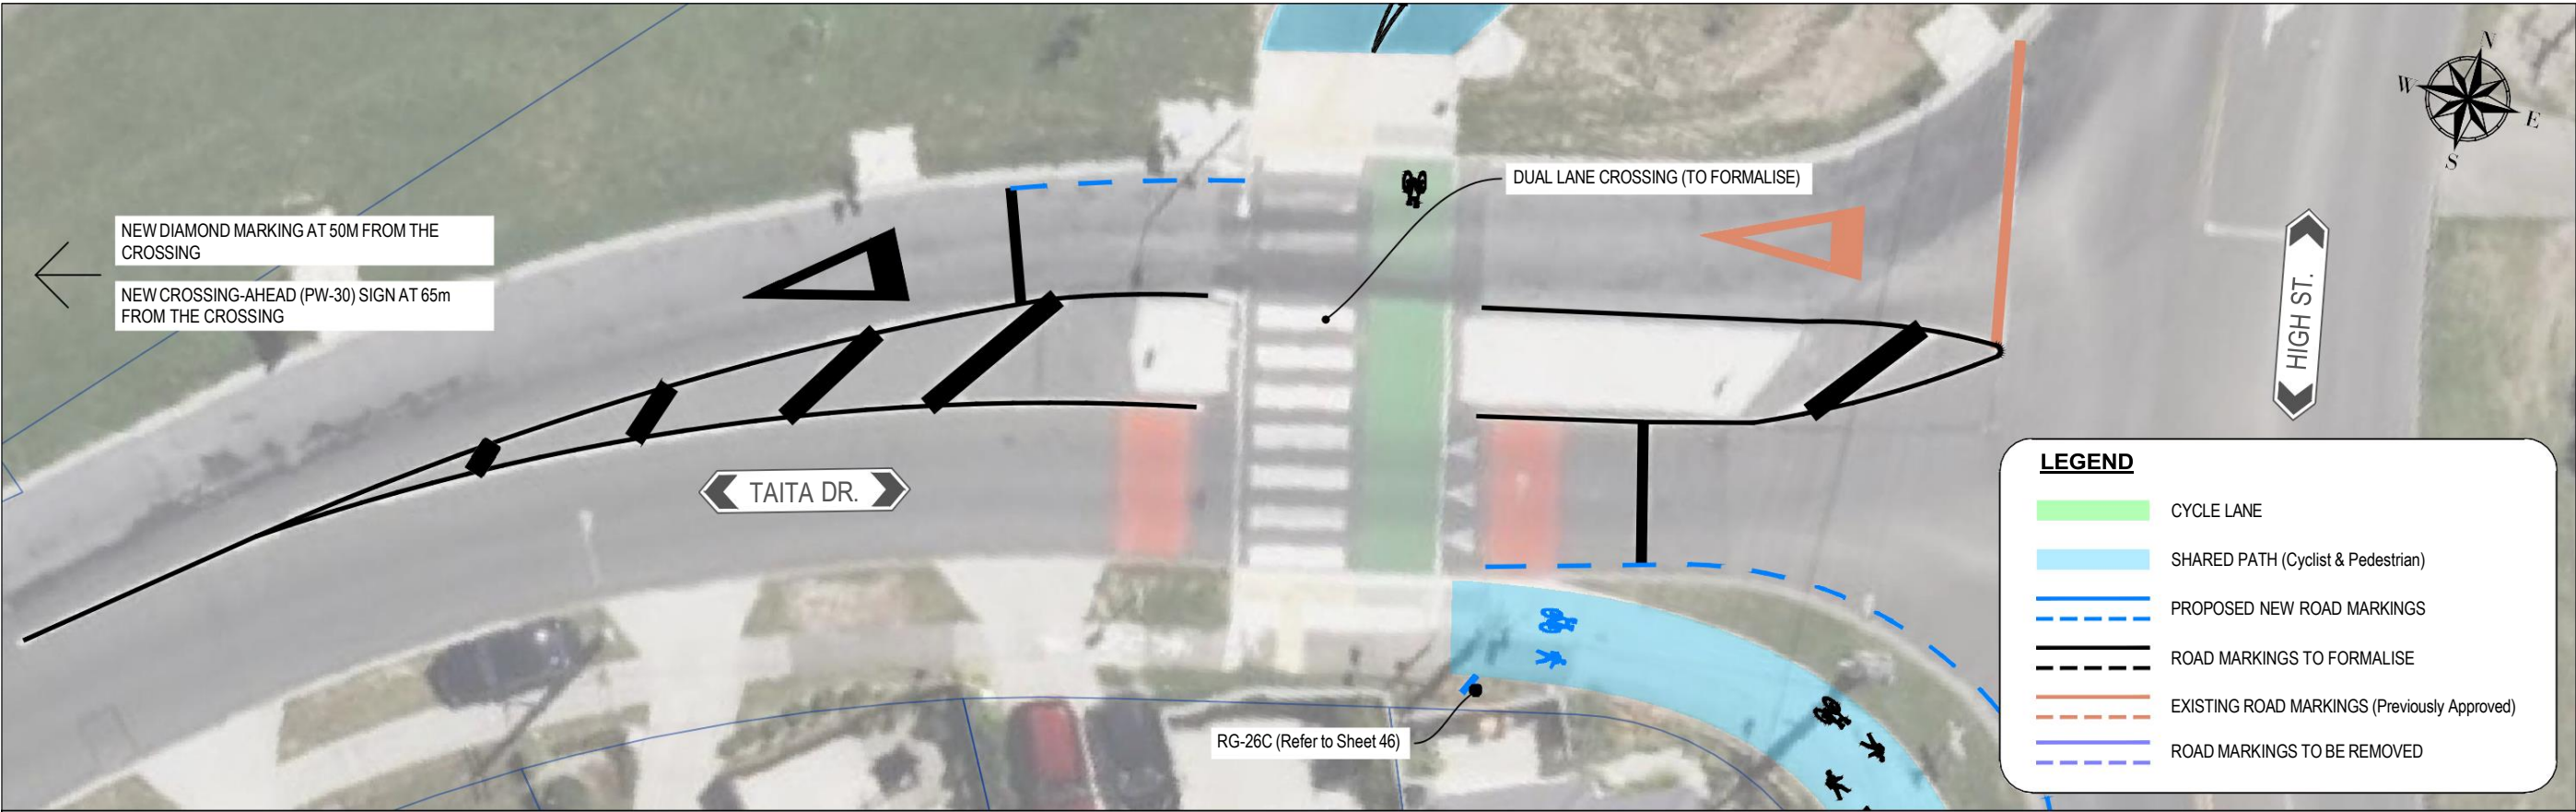 N
W
E
S
DUAL LANE CROSSING (TO FORMALISE)
NEW DIAMOND MARKING AT 50M FROM THE
CROSSING
NEW CROSSING-AHEAD (PW-30) SIGN AT 65m
FROM THE CROSSING
HIGH ST.
TAITA DR.
RG-26C (Refer to Sheet 46)
LEGEND
CYCLE LANE
SHARED PATH (Cyclist & Pedestrian)
PROPOSED NEW ROAD MARKINGS
ROAD MARKINGS TO FORMALISE
EXISTING ROAD MARKINGS (Previously Approved)
ROAD MARKINGS TO BE REMOVED